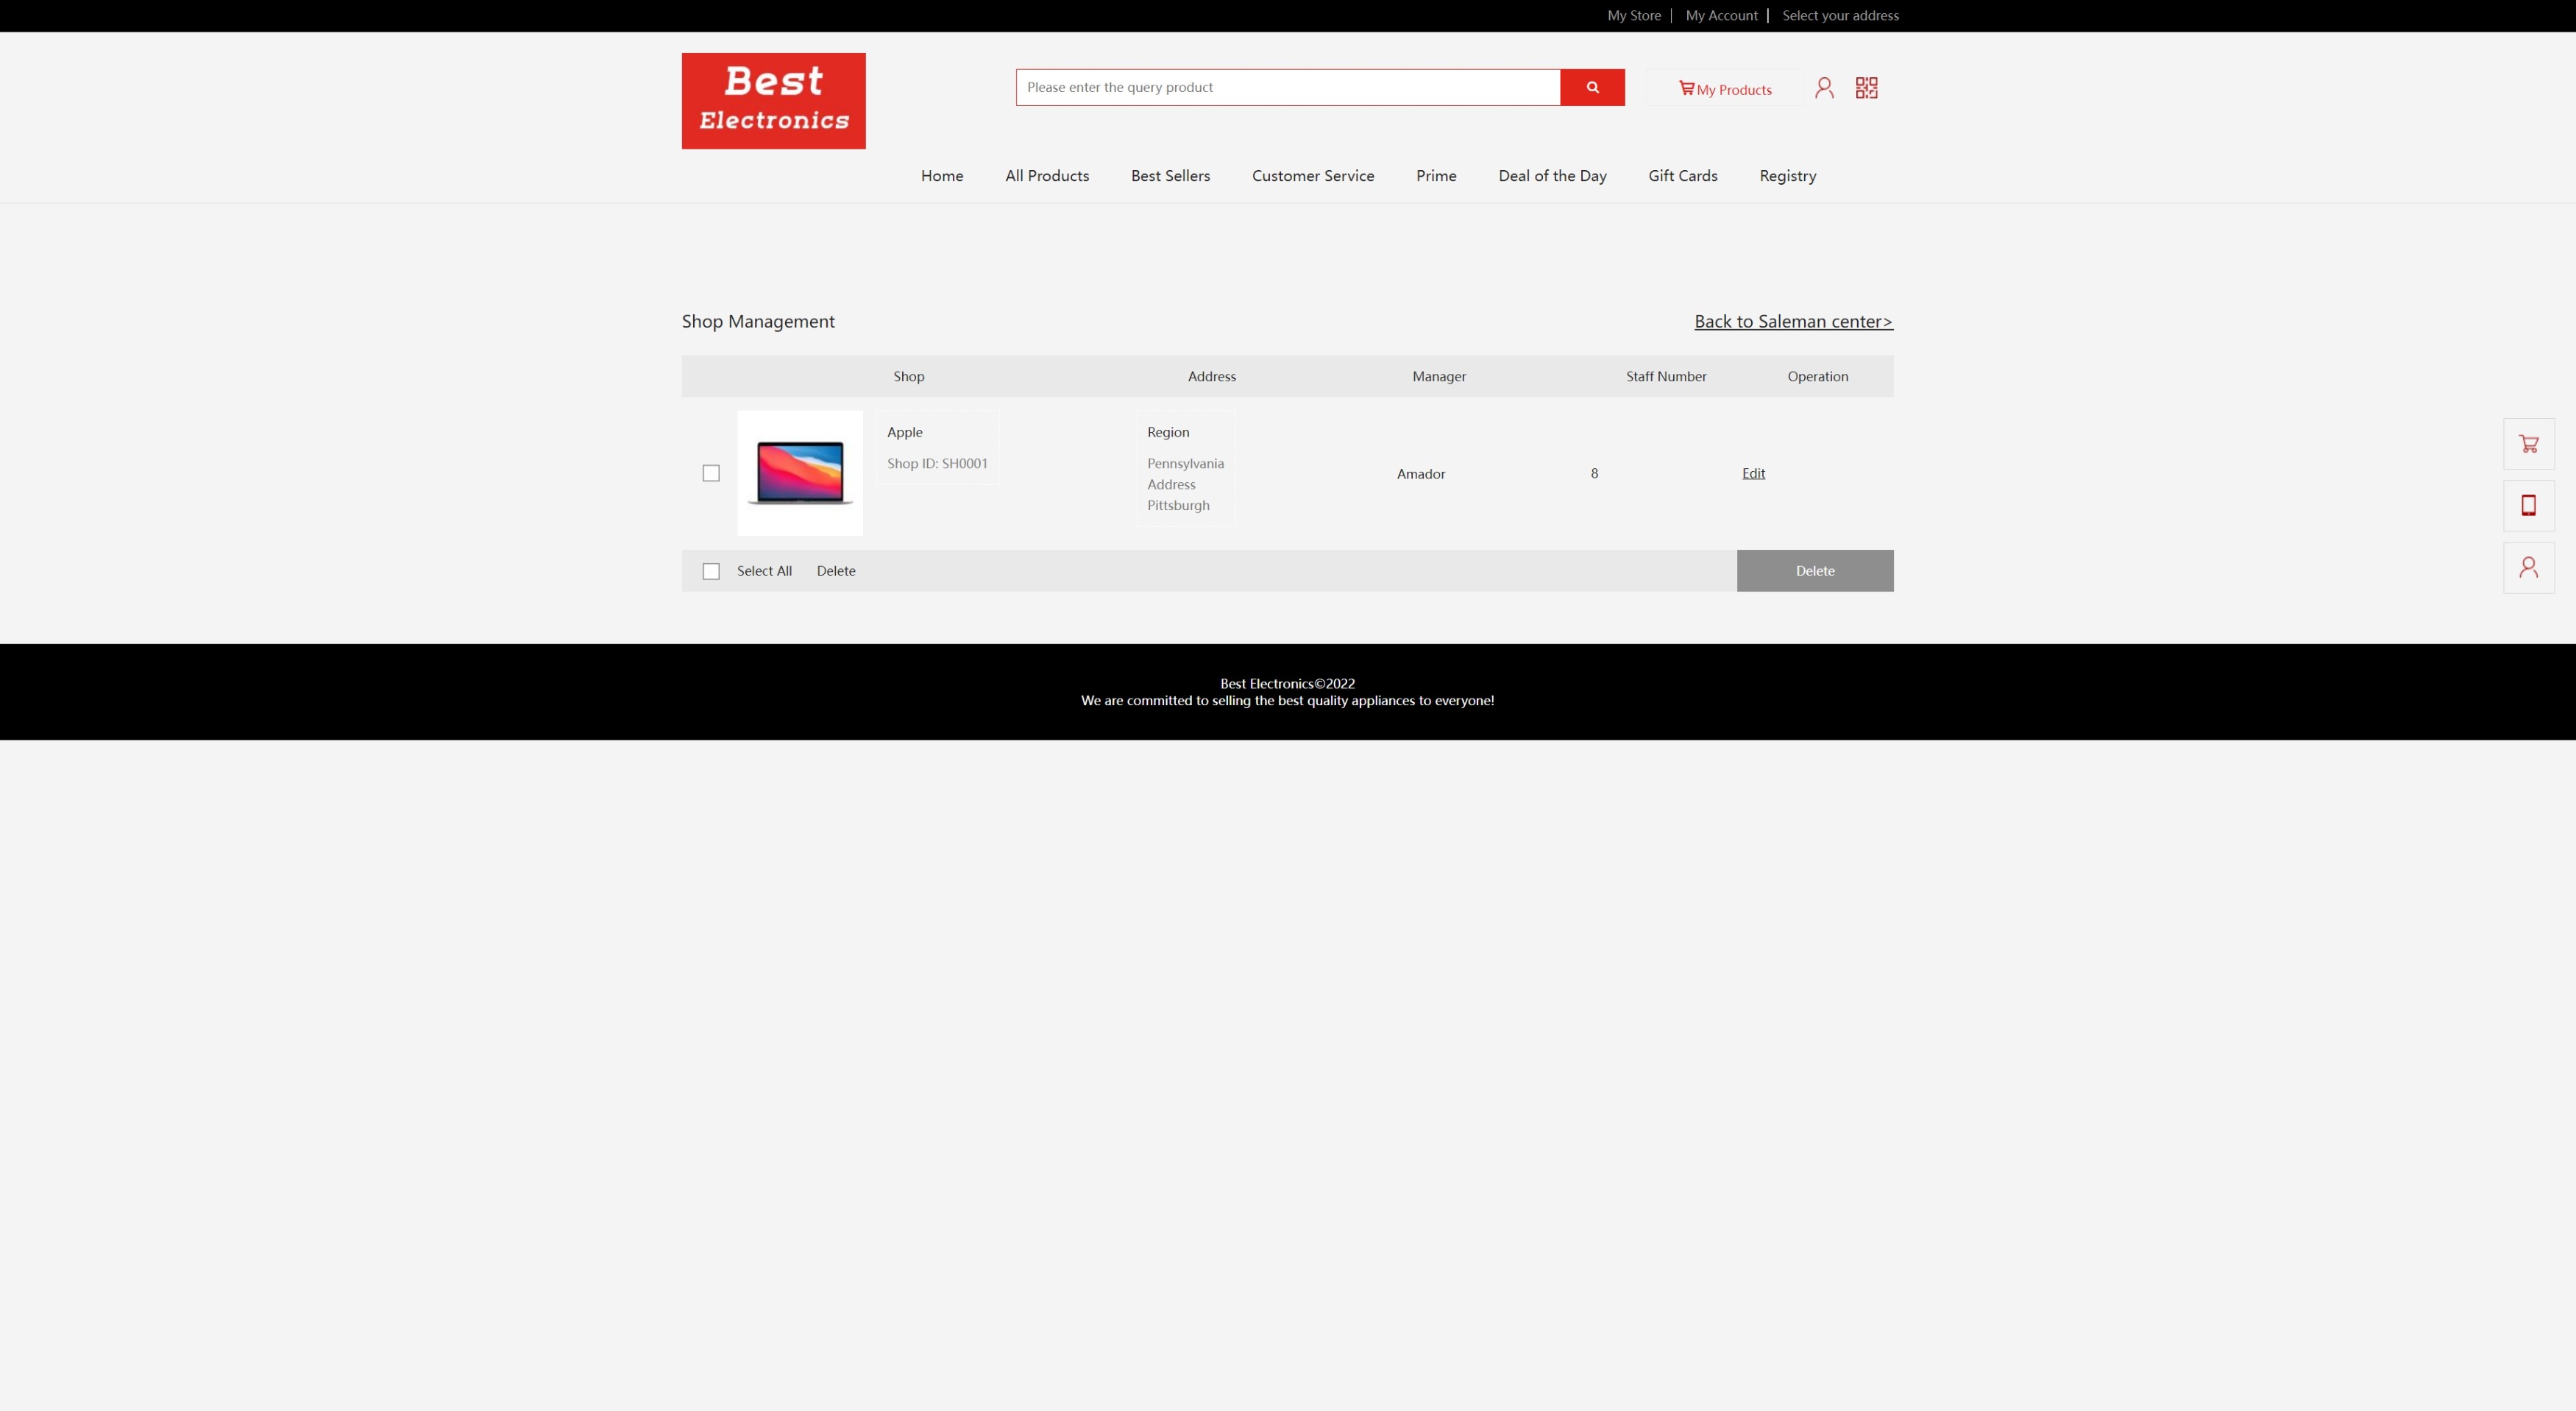 My Store
My Account
Select your address
Best
Electronics
Please enter the query product
My Products
Home
All Products
Best Sellers
Customer Service
Prime
Deal of the Day
Gift Cards
Registry
Shop Management
Back to Saleman center>
Shop
Address
Manager
Staff Number
Operation
Apple
Shop ID: SH0001
Region
Pennsylvania
Address
Pittsburgh
Amador
8
Edit
Select All
Delete
Delete
Best Electronics©2022
We are committed to selling the best quality appliances to everyone!